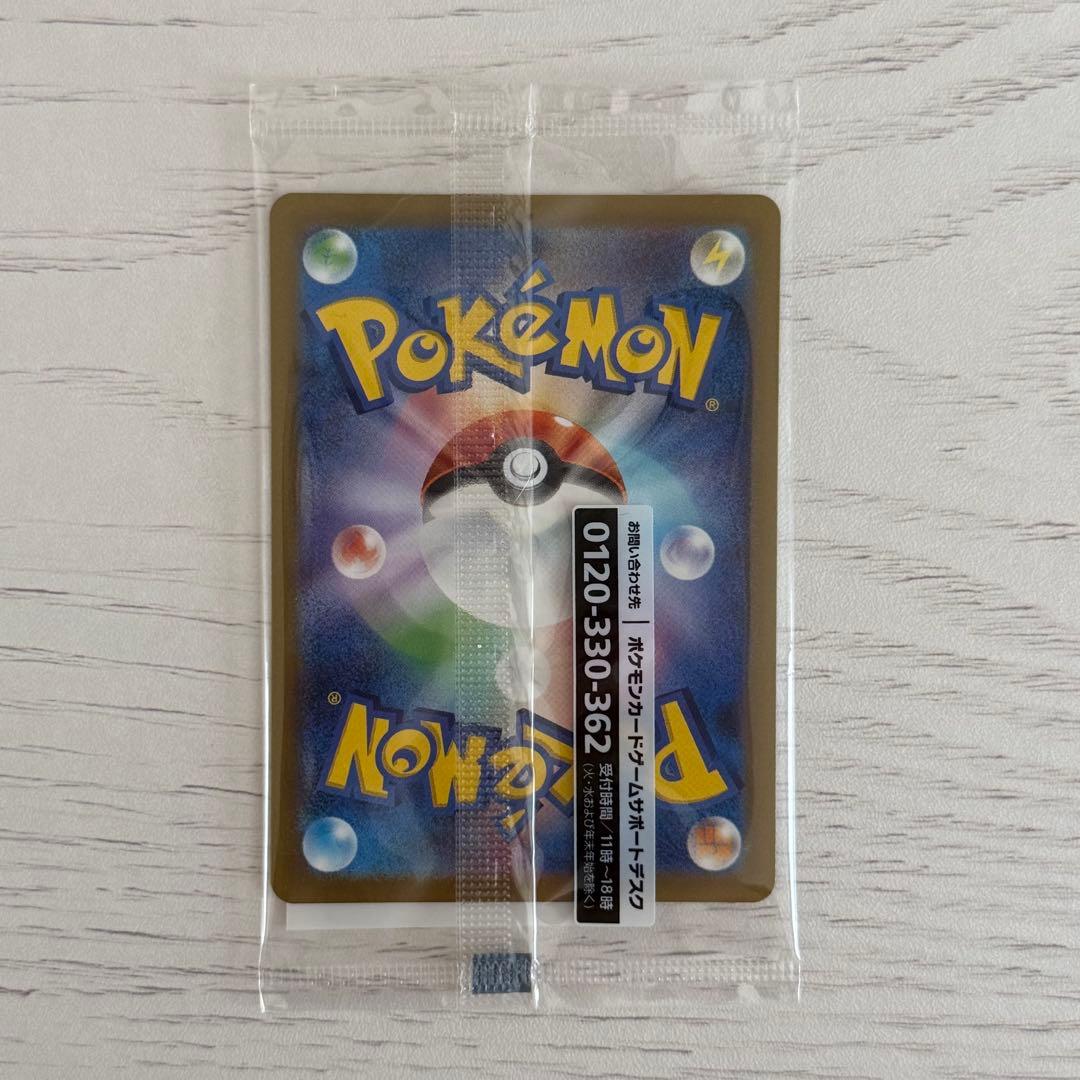 POKéMON
®
お問い合わせ先 | ポケモンカードゲームサポートデスク
0120-330-362 受付時間/11時~18時
(火・水および年末年始を除く)
POKéMON
®